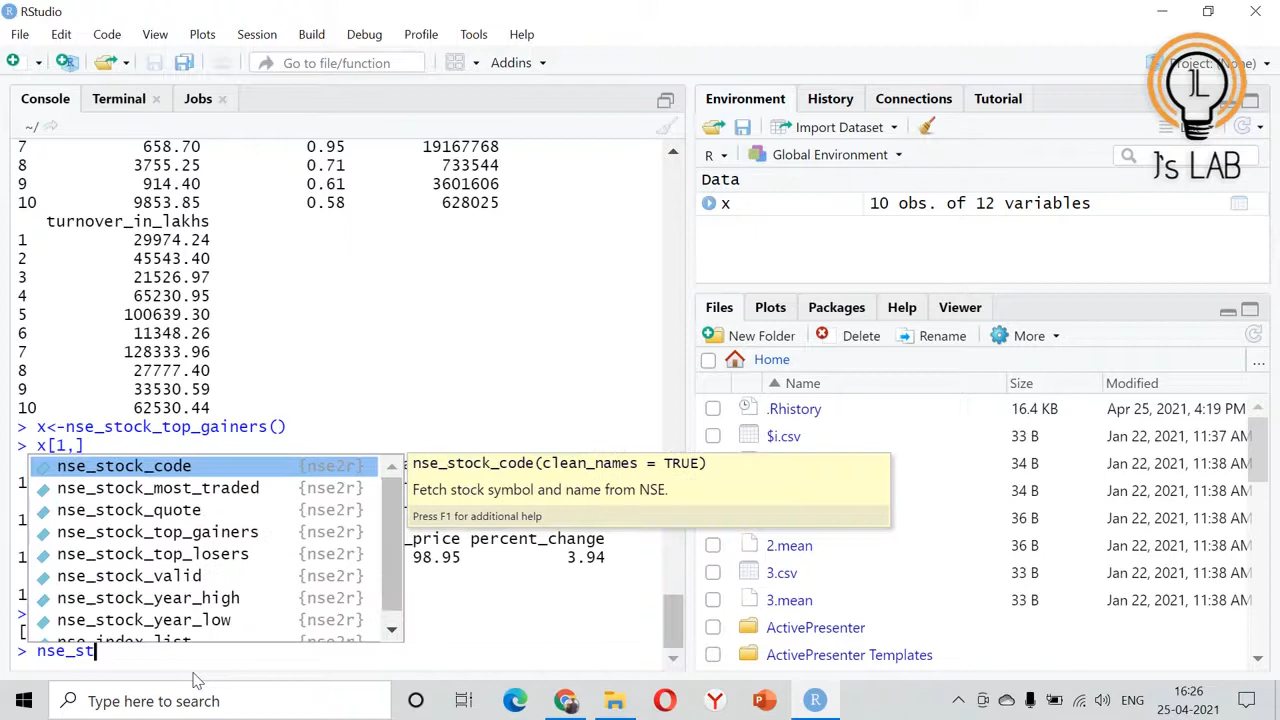 RStudio
File Edit Code View Plots Session Build Debug Profile Tools Help
Go to file/function Addins Project: (None)
Console Terminal Jobs
~/
7 658.70 0.95 19167768
8 3755.25 0.71 733544
9 914.40 0.61 3601606
10 9853.85 0.58 628025
turnover_in_lakhs
1 29974.24
2 45543.40
3 21526.97
4 65230.95
5 100639.30
6 11348.26
7 128333.96
8 27777.40
9 33530.59
10 62530.44
> x<-nse_stock_top_gainers()
> x[1,]
nse_stock_code {nse2r}
nse_stock_most_traded {nse2r}
nse_stock_quote {nse2r}
nse_stock_top_gainers {nse2r}
nse_stock_top_losers {nse2r}
nse_stock_valid {nse2r}
nse_stock_year_high {nse2r}
nse_stock_year_low {nse2r}
nse_index_list {nse2r}
nse_stock_code(clean_names = TRUE)
Fetch stock symbol and name from NSE.
Press F1 for additional help
_price percent_change
98.95 3.94
> nse_st
Environment History Connections Tutorial
Import Dataset
R Global Environment
Data
x 10 obs. of 12 variables
JL
J's LAB
Files Plots Packages Help Viewer
New Folder Delete Rename More
Home ...
Name Size Modified
.Rhistory 16.4 KB Apr 25, 2021, 4:19 PM
$i.csv 33 B Jan 22, 2021, 11:37 AM
34 B Jan 22, 2021, 11:38 AM
34 B Jan 22, 2021, 11:38 AM
36 B Jan 22, 2021, 11:38 AM
2.mean 36 B Jan 22, 2021, 11:38 AM
3.csv 33 B Jan 22, 2021, 11:38 AM
3.mean 33 B Jan 22, 2021, 11:38 AM
ActivePresenter
ActivePresenter Templates
Type here to search
ENG
16:26
25-04-2021